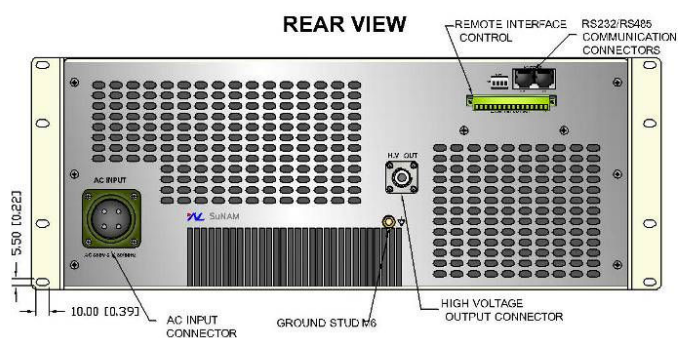 REAR VIEW
REMOTE INTERFACE
CONTROL
RS232/RS485
COMMUNICATION
CONNECTORS
H.V OUT
AC INPUT
SUNAM
5.50 [0.22]
10.00 [0.39]
AC INPUT
CONNECTOR
GROUND STUD M6
HIGH VOLTAGE
OUTPUT CONNECTOR